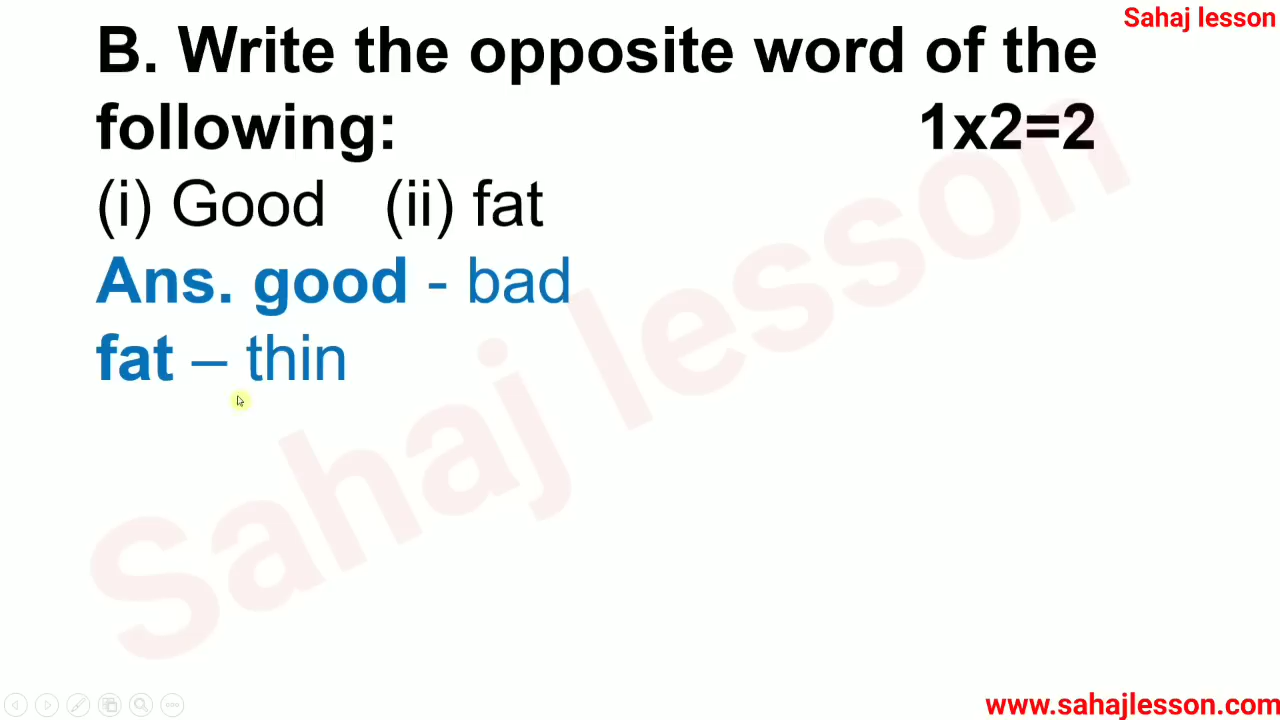 Sahaj lesson
B. Write the opposite word of the
following: 1x2=2
(i) Good (ii) fat
Ans. good - bad
fat – thin
Sahaj lesson
www.sahajlesson.com